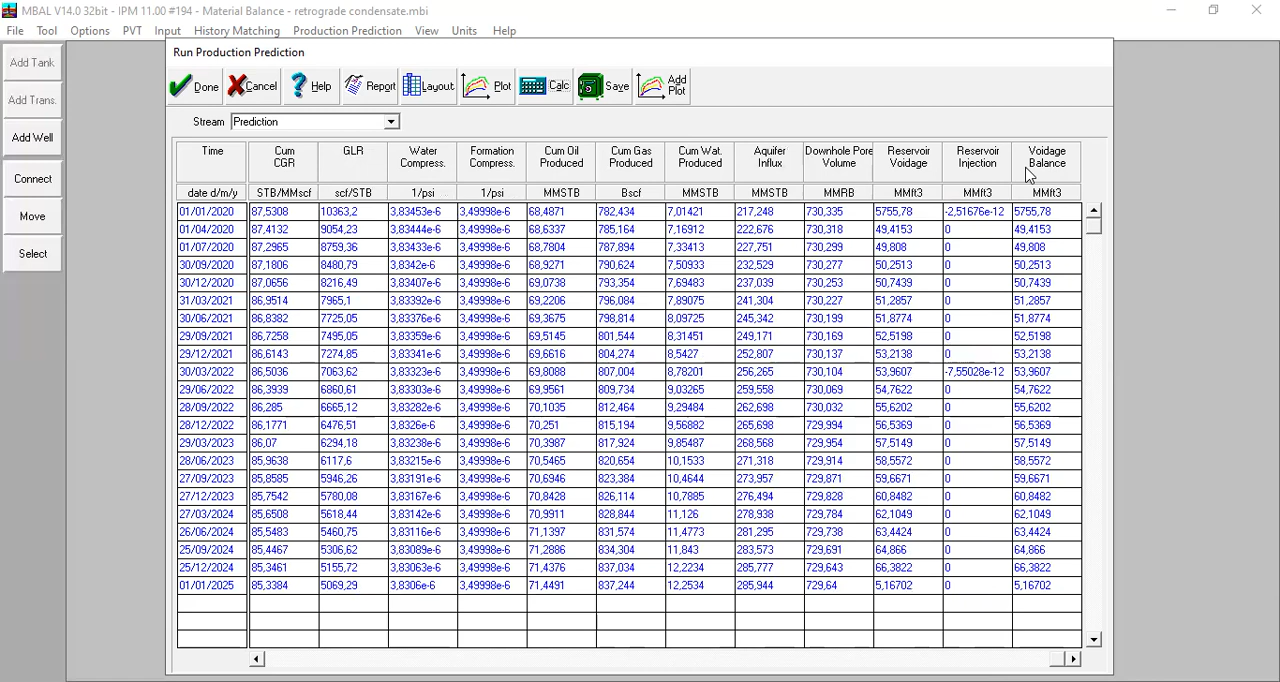 MBAL V14.0 32bit - IPM 11.00 #194 - Material Balance - retrograde condensate.mbi
File Tool Options PVT Input History Matching Production Prediction View Units Help
Add Tank
Add Trans.
Add Well
Connect
Move
Select
Run Production Prediction
Done Cancel Help Report Layout Plot Calc Save Add Plot
Stream Prediction
Time Cum CGR GLR Water Compress. Formation Compress. Cum Oil Produced Cum Gas Produced Cum Wat. Produced Aquifer Influx Downhole Pore Volume Reservoir Voidage Reservoir Injection Voidage Balance
date d/m/y STB/MMscf scf/STB 1/psi 1/psi MMSTB Bscf MMSTB MMSTB MMRB MMft3 MMft3 MMft3
01/01/2020 87,5308 10363,2 3,83453e-6 3,49998e-6 68,4871 782,434 7,01421 217,248 730,335 5755,78 -2,51676e-12 5755,78
01/04/2020 87,4132 9054,23 3,83444e-6 3,49998e-6 68,6337 785,164 7,16912 222,676 730,318 49,4153 0 49,4153
01/07/2020 87,2965 8759,36 3,83433e-6 3,49998e-6 68,7804 787,894 7,33413 227,751 730,299 49,808 0 49,808
30/09/2020 87,1806 8480,79 3,8342e-6 3,49998e-6 68,9271 790,624 7,50933 232,529 730,277 50,2513 0 50,2513
30/12/2020 87,0656 8216,49 3,83407e-6 3,49998e-6 69,0738 793,354 7,69483 237,039 730,253 50,7439 0 50,7439
31/03/2021 86,9514 7965,1 3,83392e-6 3,49998e-6 69,2206 796,084 7,89075 241,304 730,227 51,2857 0 51,2857
30/06/2021 86,8382 7725,05 3,83376e-6 3,49998e-6 69,3675 798,814 8,09725 245,342 730,199 51,8774 0 51,8774
29/09/2021 86,7258 7495,05 3,83359e-6 3,49998e-6 69,5145 801,544 8,31451 249,171 730,169 52,5198 0 52,5198
29/12/2021 86,6143 7274,85 3,83341e-6 3,49998e-6 69,6616 804,274 8,5427 252,807 730,137 53,2138 0 53,2138
30/03/2022 86,5036 7063,62 3,83323e-6 3,49998e-6 69,8088 807,004 8,78201 256,265 730,104 53,9607 -7,55028e-12 53,9607
29/06/2022 86,3939 6860,61 3,83303e-6 3,49998e-6 69,9561 809,734 9,03265 259,558 730,069 54,7622 0 54,7622
28/09/2022 86,285 6665,12 3,83282e-6 3,49998e-6 70,1035 812,464 9,29484 262,698 730,032 55,6202 0 55,6202
28/12/2022 86,1771 6476,51 3,8326e-6 3,49998e-6 70,251 815,194 9,56882 265,698 729,994 56,5369 0 56,5369
29/03/2023 86,07 6294,18 3,83238e-6 3,49998e-6 70,3987 817,924 9,85487 268,568 729,954 57,5149 0 57,5149
28/06/2023 85,9638 6117,6 3,83215e-6 3,49998e-6 70,5465 820,654 10,1533 271,318 729,914 58,5572 0 58,5572
27/09/2023 85,8585 5946,26 3,83191e-6 3,49998e-6 70,6946 823,384 10,4644 273,957 729,871 59,6671 0 59,6671
27/12/2023 85,7542 5780,08 3,83167e-6 3,49998e-6 70,8428 826,114 10,7885 276,494 729,828 60,8482 0 60,8482
27/03/2024 85,6508 5618,44 3,83142e-6 3,49998e-6 70,9911 828,844 11,126 278,938 729,784 62,1049 0 62,1049
26/06/2024 85,5483 5460,75 3,83116e-6 3,49998e-6 71,1397 831,574 11,4773 281,295 729,738 63,4424 0 63,4424
25/09/2024 85,4467 5306,62 3,83089e-6 3,49998e-6 71,2886 834,304 11,843 283,573 729,691 64,866 0 64,866
25/12/2024 85,3461 5155,72 3,83063e-6 3,49998e-6 71,4376 837,034 12,2234 285,777 729,643 66,3822 0 66,3822
01/01/2025 85,3384 5069,29 3,8306e-6 3,49998e-6 71,4491 837,244 12,2534 285,944 729,64 5,16702 0 5,16702